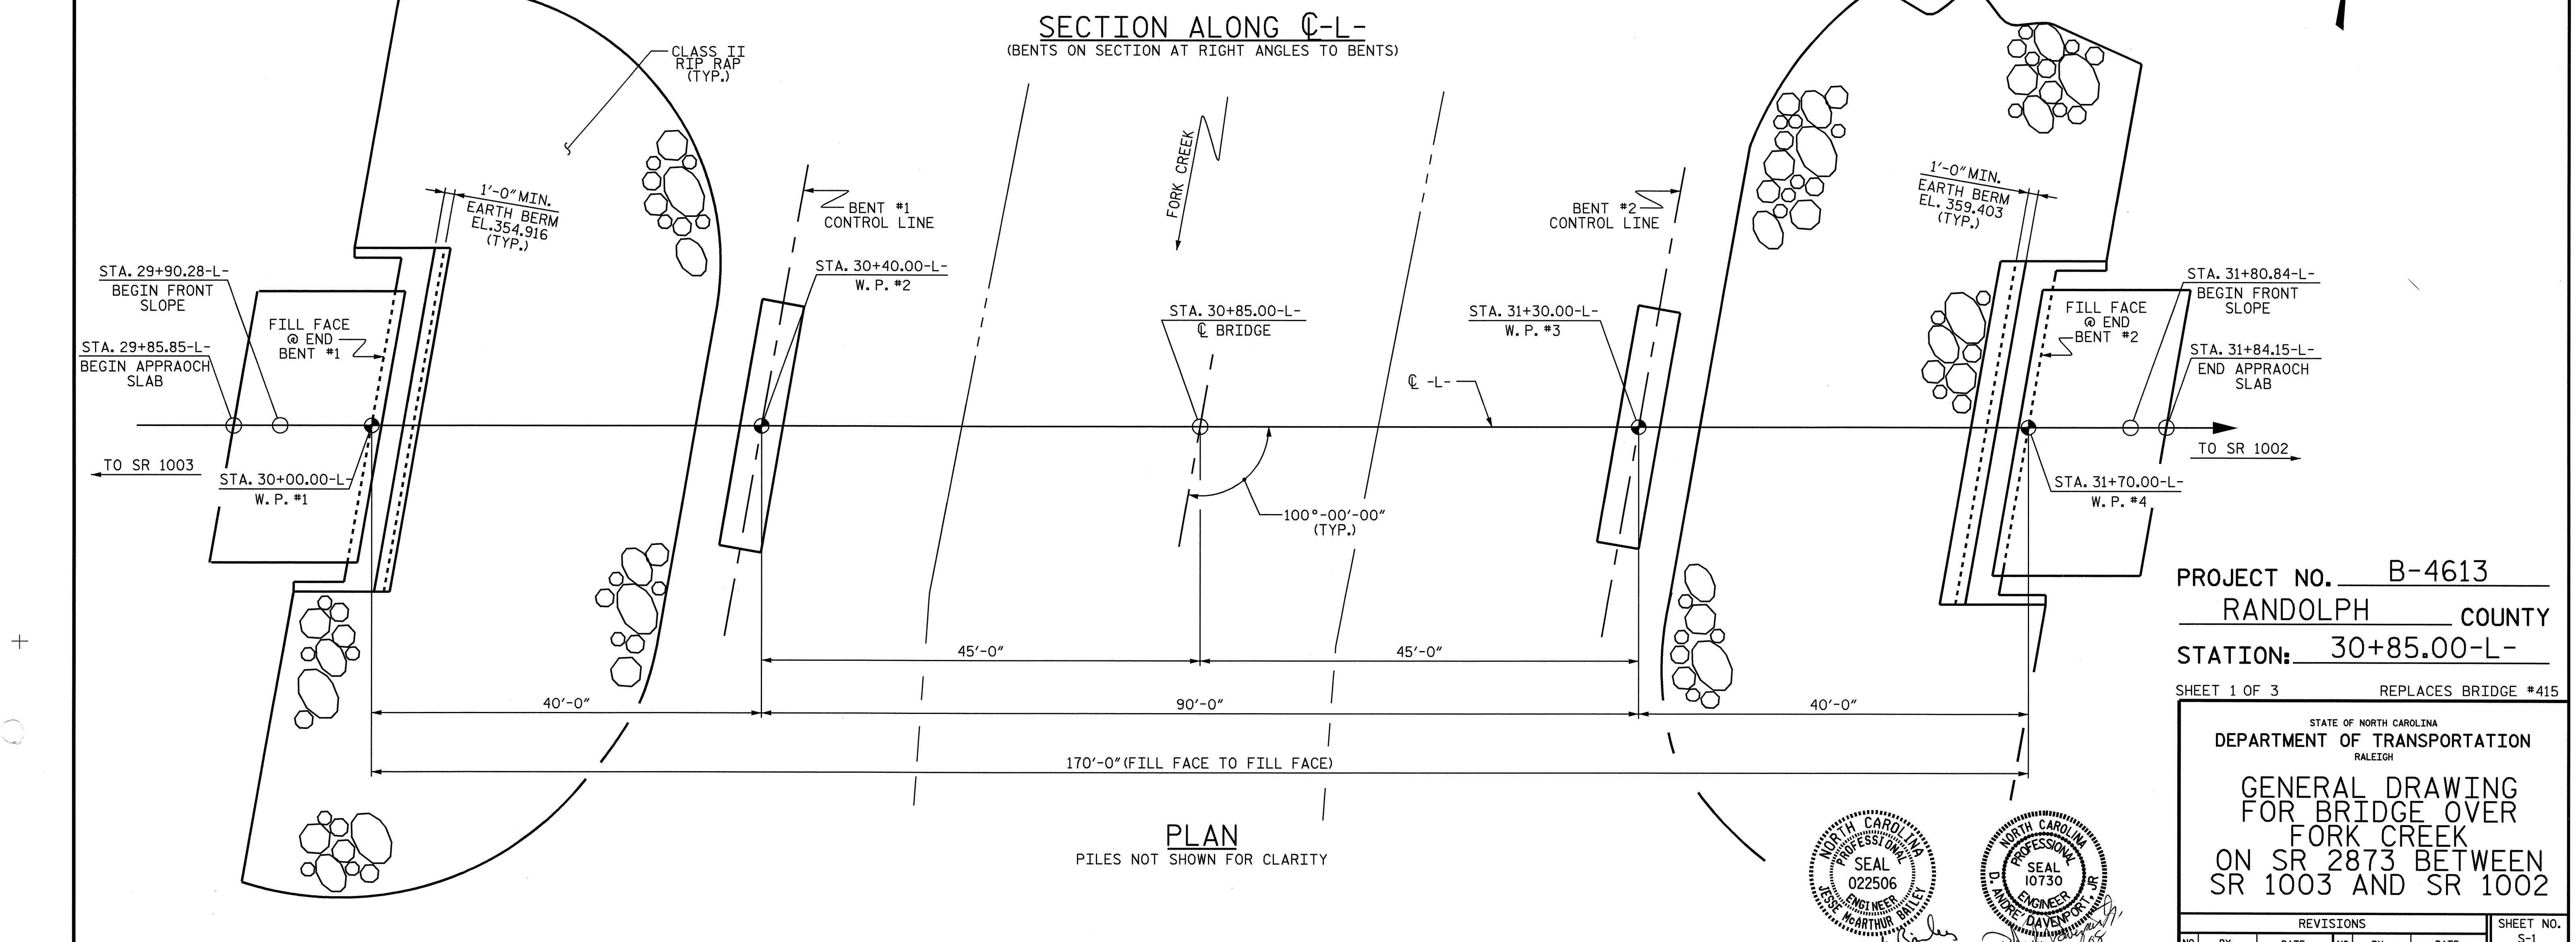 SECTION ALONG ℄-L-
(BENTS ON SECTION AT RIGHT ANGLES TO BENTS)
CLASS II
RIP RAP
(TYP.)
1'-0" MIN.
EARTH BERM
EL.354.916
(TYP.)
BENT #1
CONTROL LINE
FORK CREEK
BENT #2
CONTROL LINE
1'-0" MIN.
EARTH BERM
EL. 359.403
(TYP.)
STA. 29+90.28-L-
BEGIN FRONT
SLOPE
FILL FACE
@ END
BENT #1
STA. 29+85.85-L-
BEGIN APPRAOCH
SLAB
STA. 30+40.00-L-
W. P. #2
STA. 30+85.00-L-
℄ BRIDGE
STA. 31+30.00-L-
W. P. #3
℄ -L-
FILL FACE
@ END
BENT #2
STA. 31+80.84-L-
BEGIN FRONT
SLOPE
STA. 31+84.15-L-
END APPRAOCH
SLAB
TO SR 1003
STA. 30+00.00-L-
W. P. #1
100°-00'-00"
(TYP.)
TO SR 1002
STA. 31+70.00-L-
W. P. #4
45'-0"
45'-0"
40'-0"
90'-0"
40'-0"
170'-0" (FILL FACE TO FILL FACE)
PLAN
PILES NOT SHOWN FOR CLARITY
PROJECT NO. B-4613
RANDOLPH COUNTY
STATION: 30+85.00-L-
SHEET 1 OF 3 REPLACES BRIDGE #415
STATE OF NORTH CAROLINA
DEPARTMENT OF TRANSPORTATION
RALEIGH
GENERAL DRAWING
FOR BRIDGE OVER
FORK CREEK
ON SR 2873 BETWEEN
SR 1003 AND SR 1002
NORTH CAROLINA
PROFESSIONAL
SEAL
022506
ENGINEER
JESSE McARTHUR BAILEY
NORTH CAROLINA
PROFESSIONAL
SEAL
10730
ENGINEER
D. ANDRE' DAVENPORT, JR
REVISIONS
SHEET NO.
S-1
NO. BY DATE NO. BY DATE